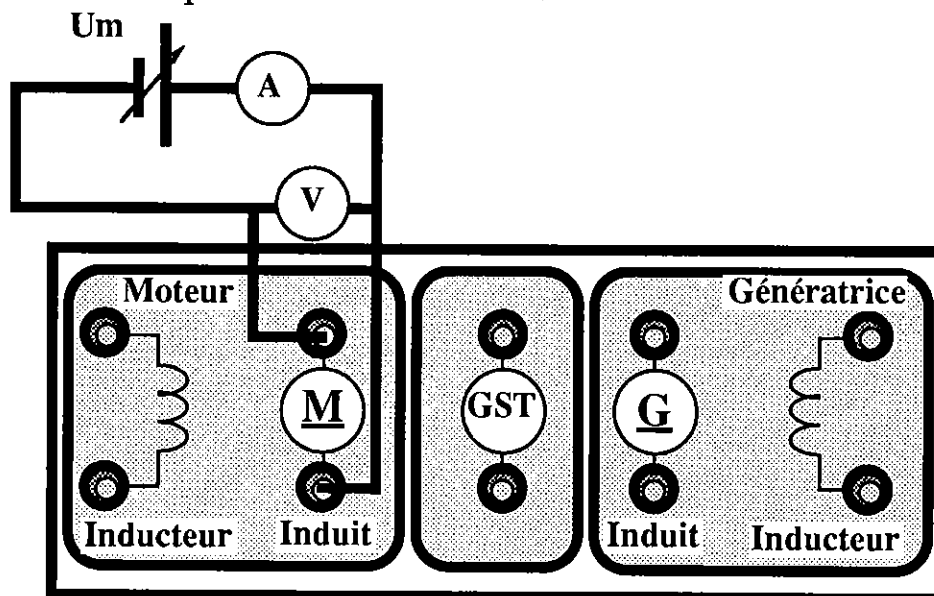 Um
A
V
Moteur
Génératrice
M
GST
G
Inducteur
Induit
Induit
Inducteur